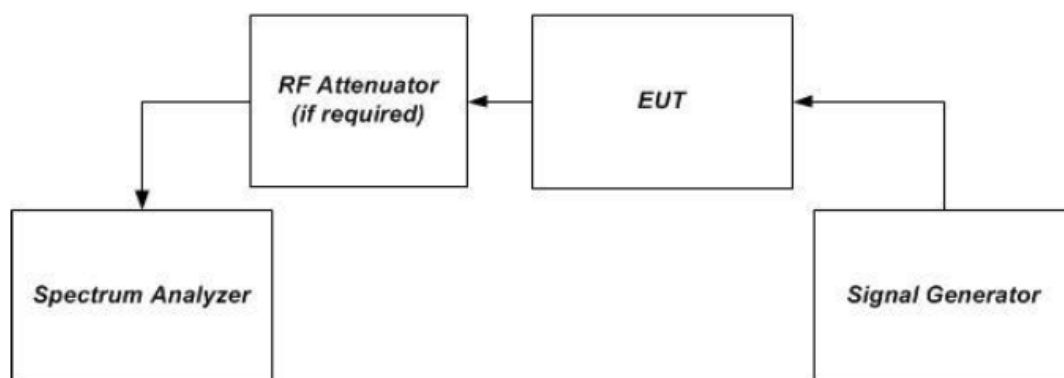 RF Attenuator
(if required)
EUT
Spectrum Analyzer
Signal Generator